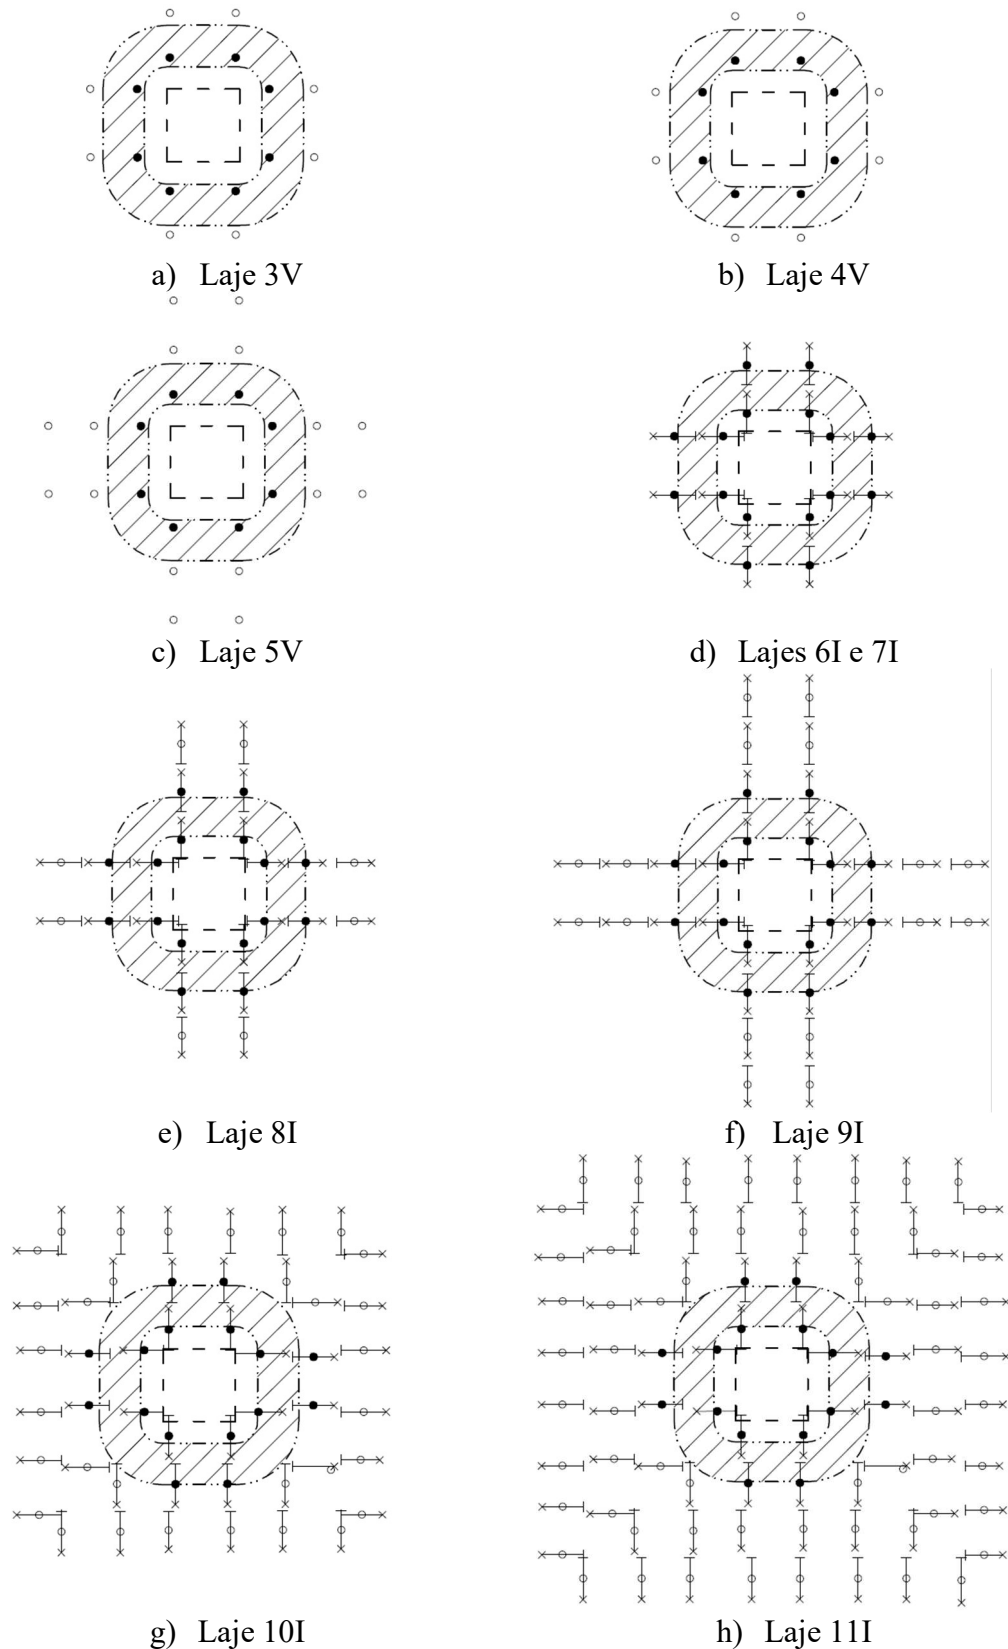 a) Laje 3V
b) Laje 4V
c) Laje 5V
d) Lajes 6I e 7I
e) Laje 8I
f) Laje 9I
g) Laje 10I
h) Laje 11I